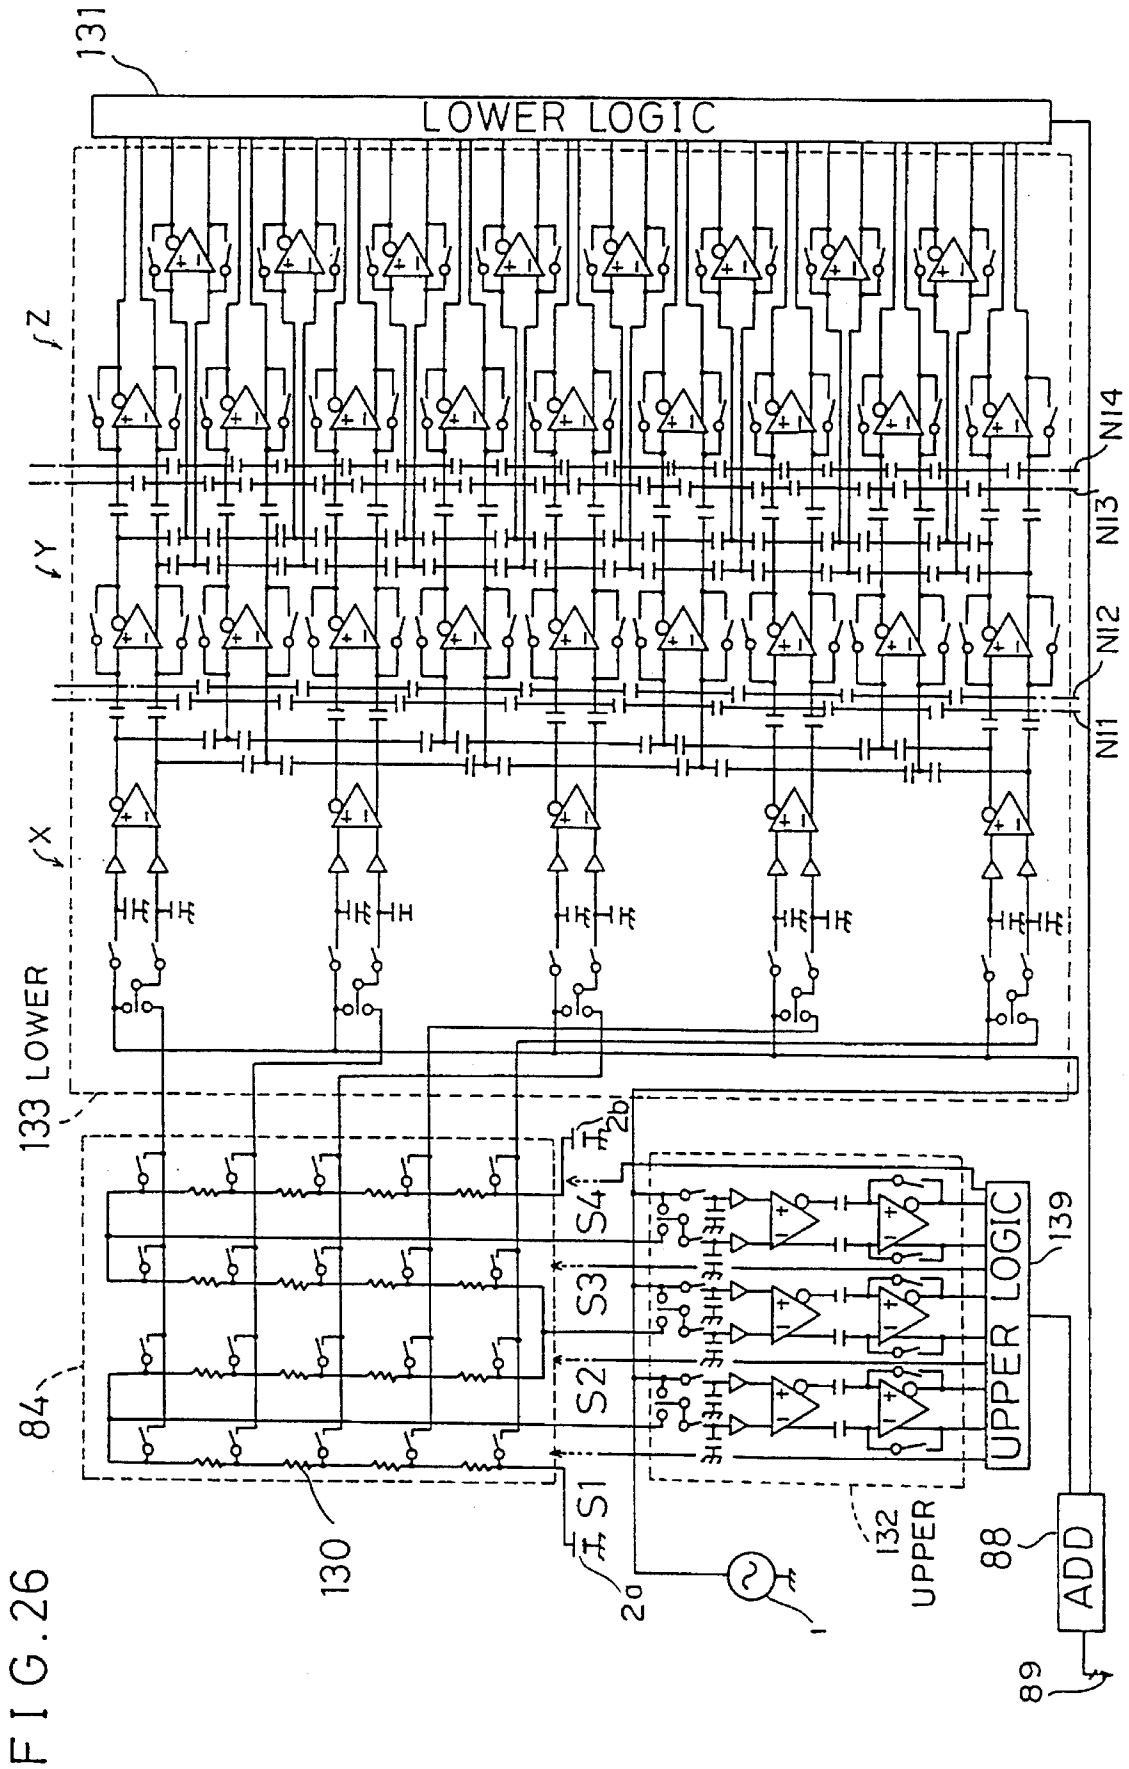 FIG.26
84
130
S1
S2
S3
S4
2a
2b
1
132
UPPER
UPPER LOGIC
139
88
ADD
89
133 LOWER
X
Y
Z
N11
N12
N13
N14
LOWER LOGIC
131